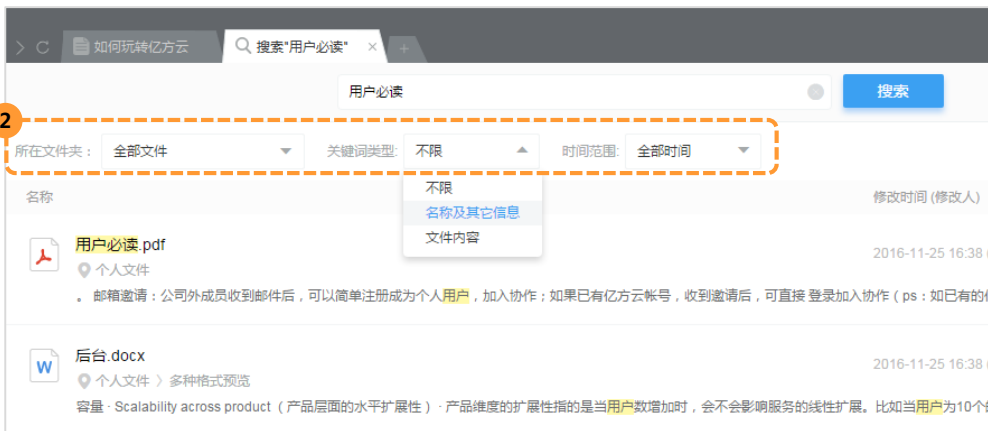 如何玩转亿方云 搜索"用户必读" × +
用户必读 搜索
2
所在文件夹： 全部文件 关键词类型: 不限 时间范围: 全部时间
不限
名称 修改时间 (修改人)
名称及其它信息
文件内容
用户必读.pdf
2016-11-25 16:38
个人文件
。 邮箱邀请：公司外成员收到邮件后，可以简单注册成为个人用户，加入协作；如果已有亿方云帐号，收到邀请后，可直接 登录加入协作（ps：如已有的
后台.docx
2016-11-25 16:38
个人文件 〉多种格式预览
容量 · Scalability across product （产品层面的水平扩展性）· 产品维度的扩展性指的是当用户数增加时，会不会影响服务的线性扩展。比如当用户为10个